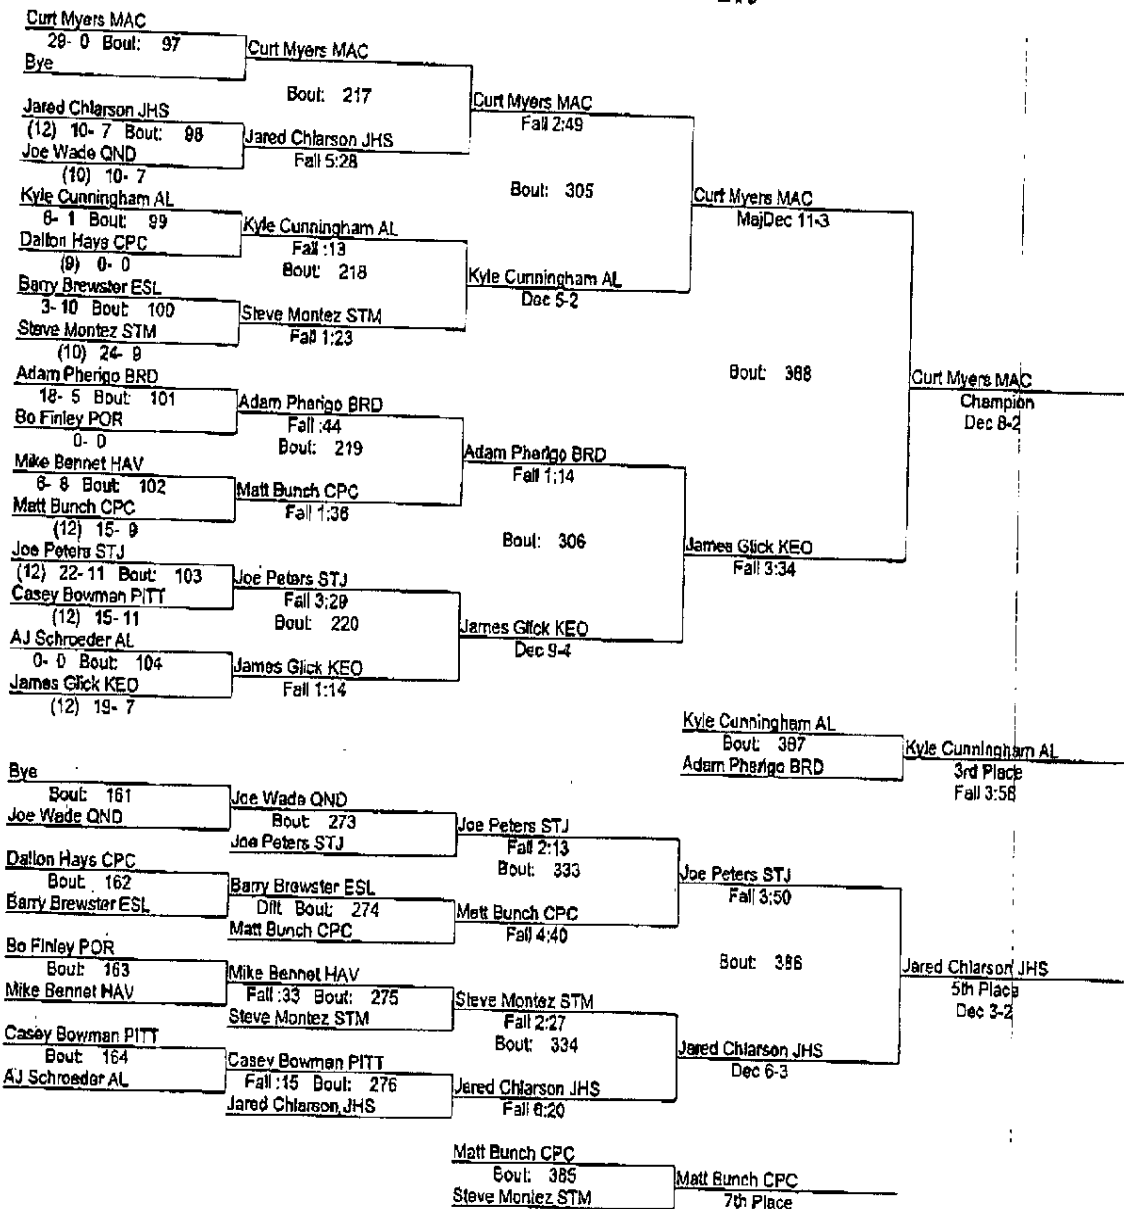 Curt Myers MAC
29- 0 Bout: 97
Bye
Curt Myers MAC
Bout: 217
Jared Chlarson JHS
(12) 10- 7 Bout: 98
Joe Wade QND
(10) 10- 7
Jared Chlarson JHS
Fall 5:28
Curt Myers MAC
Fall 2:49
Bout: 305
Kyle Cunningham AL
6- 1 Bout: 99
Dalton Hays CPC
(9) 0- 0
Kyle Cunningham AL
Fall :13
Bout: 218
Barry Brewster ESL
3- 10 Bout: 100
Steve Montez STM
(10) 24- 9
Steve Montez STM
Fall 1:23
Kyle Cunningham AL
Dec 5-2
Curt Myers MAC
MajDec 11-3
Bout: 388
Adam Pherigo BRD
18- 5 Bout: 101
Bo Finley POR
0- 0
Adam Pherigo BRD
Fall :44
Bout: 219
Mike Bennet HAV
6- 8 Bout: 102
Matt Bunch CPC
(12) 15- 9
Matt Bunch CPC
Fall 1:36
Adam Pherigo BRD
Fall 1:14
Bout: 306
Joe Peters STJ
(12) 22- 11 Bout: 103
Casey Bowman PITT
(12) 15- 11
Joe Peters STJ
Fall 3:29
Bout: 220
AJ Schroeder AL
0- 0 Bout: 104
James Glick KEO
(12) 19- 7
James Glick KEO
Fall 1:14
James Glick KEO
Dec 9-4
James Glick KEO
Fall 3:34
Curt Myers MAC
Champion
Dec 8-2
Kyle Cunningham AL
Bout: 387
Adam Pherigo BRD
Kyle Cunningham AL
3rd Place
Fall 3:56
Bye
Bout: 161
Joe Wade QND
Joe Wade QND
Bout: 273
Joe Peters STJ
Joe Peters STJ
Fall 2:13
Bout: 333
Dalton Hays CPC
Bout: 162
Barry Brewster ESL
Barry Brewster ESL
Dflt Bout: 274
Matt Bunch CPC
Matt Bunch CPC
Fall 4:40
Joe Peters STJ
Fall 3:50
Bout: 386
Bo Finley POR
Bout: 163
Mike Bennet HAV
Mike Bennet HAV
Fall :33 Bout: 275
Steve Montez STM
Steve Montez STM
Fall 2:27
Bout: 334
Casey Bowman PITT
Bout: 164
AJ Schroeder AL
Casey Bowman PITT
Fall :15 Bout: 276
Jared Chlarson JHS
Jared Chlarson JHS
Fall 6:20
Jared Chlarson JHS
Dec 6-3
Jared Chlarson JHS
5th Place
Dec 3-2
Matt Bunch CPC
Bout: 385
Steve Montez STM
Matt Bunch CPC
7th Place